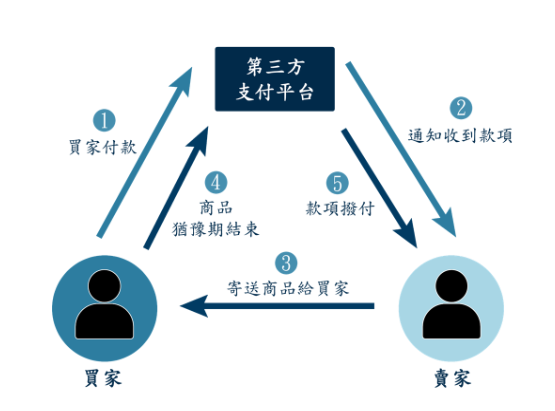 第三方
支付平台
1
買家付款
2
通知收到款項
4
商品
猶豫期結束
5
款項撥付
3
寄送商品給買家
買家
賣家